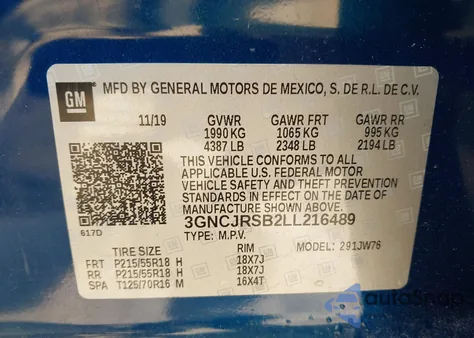 GM
MFD BY GENERAL MOTORS DE MEXICO, S. DE R.L. DE C.V.
11/19 GVWR GAWR FRT GAWR RR
1990 KG 1065 KG 995 KG
4387 LB 2348 LB 2194 LB
THIS VEHICLE CONFORMS TO ALL
APPLICABLE U.S. FEDERAL MOTOR
VEHICLE SAFETY AND THEFT PREVENTION
STANDARDS IN EFFECT ON THE DATE OF
MANUFACTURE SHOWN ABOVE.
617D 3GNCJRSB2LL216489
TYPE: M.P.V. MODEL: 291JW76
TIRE SIZE RIM
FRT P215/55R18 H 18X7J
RR P215/55R18 H 18X7J
SPA T125/70R16 M 16X4T
AutoSnap